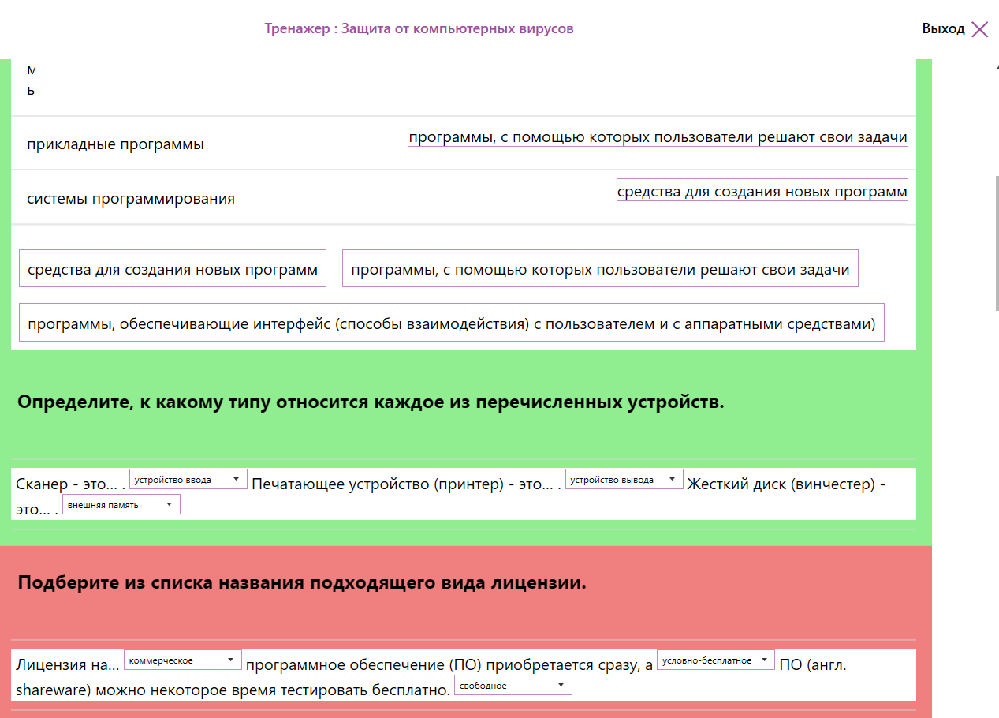 Тренажер : Защита от компьютерных вирусов
Выход
м
ь
прикладные программы
программы, с помощью которых пользователи решают свои задачи
системы программирования
средства для создания новых программ
средства для создания новых программ
программы, с помощью которых пользователи решают свои задачи
программы, обеспечивающие интерфейс (способы взаимодействия) с пользователем и с аппаратными средствами)
Определите, к какому типу относится каждое из перечисленных устройств.
Сканер - это... . устройство ввода Печатающее устройство (принтер) - это... . устройство вывода Жесткий диск (винчестер) -
это... . внешняя память
Подберите из списка названия подходящего вида лицензии.
Лицензия на... коммерческое программное обеспечение (ПО) приобретается сразу, а условно-бесплатное ПО (англ.
shareware) можно некоторое время тестировать бесплатно. свободное